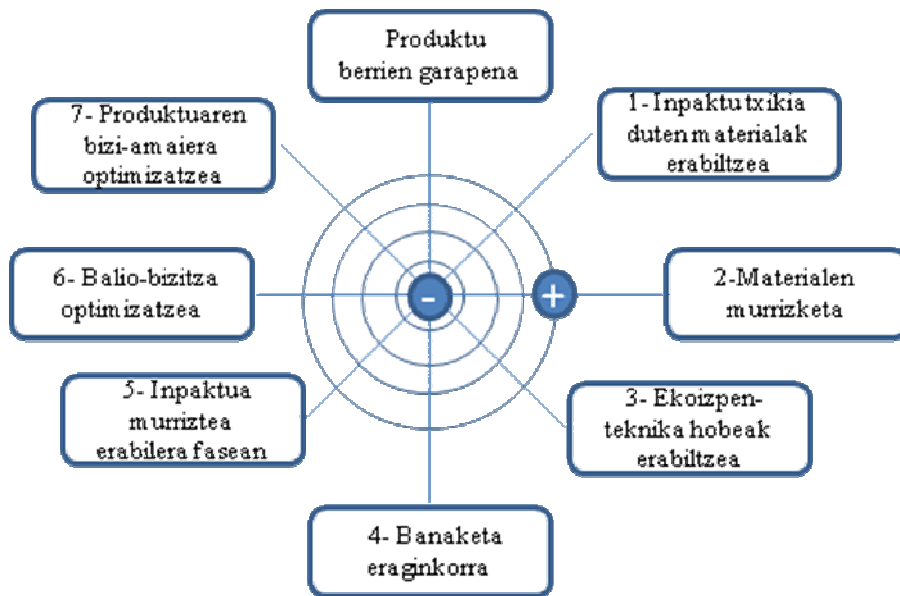 Produktu
berrien garapena
1- Inpaktu txikia
duten materialak
erabiltzea
2-Materialen
murrizketa
3- Ekoizpen-
teknika hobeak
erabiltzea
4- Banaketa
eraginkorra
5- Inpaktua
murriztea
erabilera fasean
6- Balio-bizitza
optimizatzea
7- Produktuaren
bizi-amaiera
optimizatzea
-
+